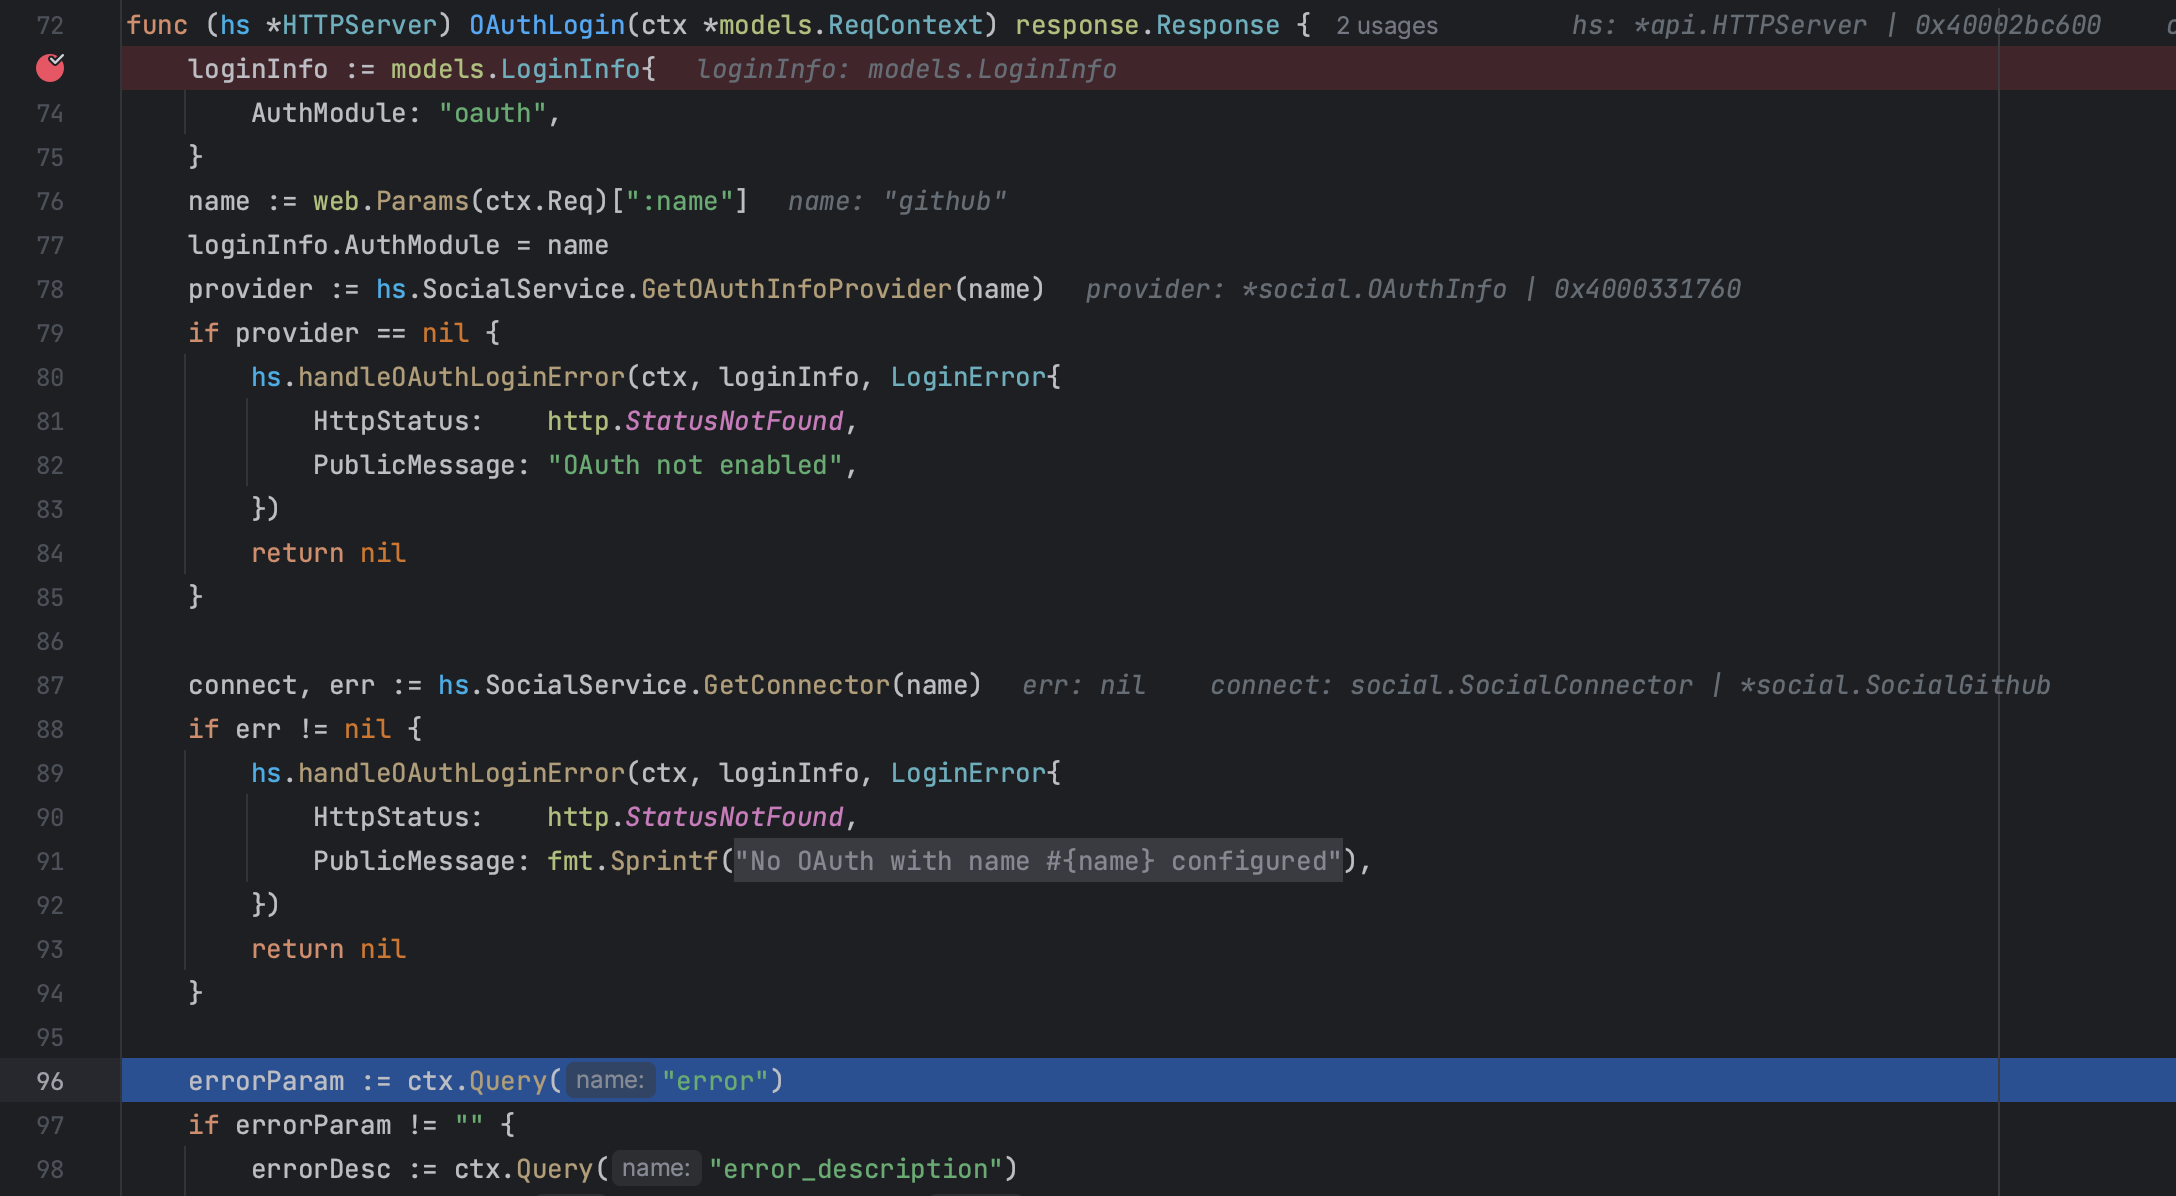 72 func (hs *HTTPServer) OAuthLogin(ctx *models.ReqContext) response.Response { 2 usages hs: *api.HTTPServer | 0x40002bc600
loginInfo := models.LoginInfo{ loginInfo: models.LoginInfo
74 AuthModule: "oauth",
75 }
76 name := web.Params(ctx.Req)[":name"] name: "github"
77 loginInfo.AuthModule = name
78 provider := hs.SocialService.GetOAuthInfoProvider(name) provider: *social.OAuthInfo | 0x4000331760
79 if provider == nil {
80 hs.handleOAuthLoginError(ctx, loginInfo, LoginError{
81 HttpStatus: http.StatusNotFound,
82 PublicMessage: "OAuth not enabled",
83 })
84 return nil
85 }
86
87 connect, err := hs.SocialService.GetConnector(name) err: nil connect: social.SocialConnector | *social.SocialGithub
88 if err != nil {
89 hs.handleOAuthLoginError(ctx, loginInfo, LoginError{
90 HttpStatus: http.StatusNotFound,
91 PublicMessage: fmt.Sprintf("No OAuth with name #{name} configured"),
92 })
93 return nil
94 }
95
96 errorParam := ctx.Query( name: "error")
97 if errorParam != "" {
98 errorDesc := ctx.Query( name: "error_description")